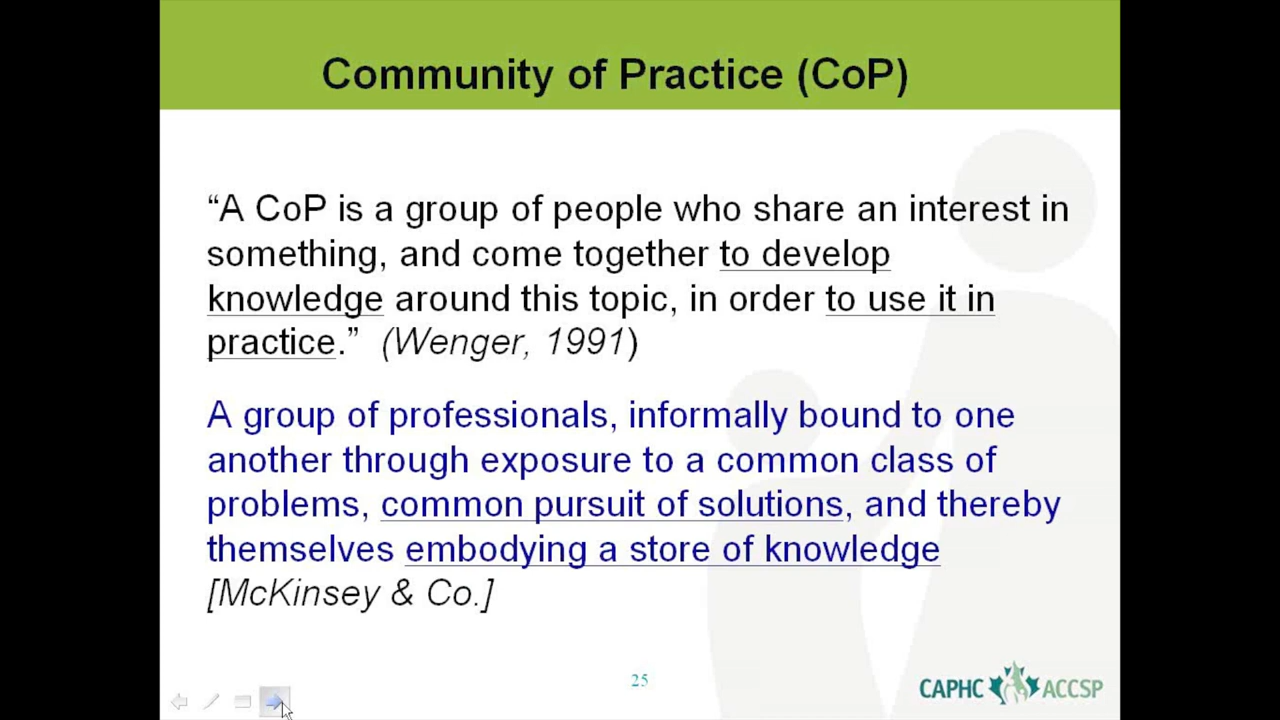 Community of Practice (CoP)
“A CoP is a group of people who share an interest in
something, and come together to develop
knowledge around this topic, in order to use it in
practice.” (Wenger, 1991)
A group of professionals, informally bound to one
another through exposure to a common class of
problems, common pursuit of solutions, and thereby
themselves embodying a store of knowledge
[McKinsey & Co.]
25
CAPHC ACCSP